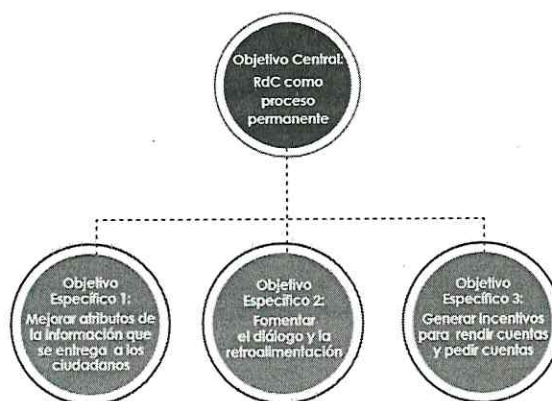 Objetivo Central:
RdC como
proceso
permanente
Objetivo
Específico 1:
Mejorar atributos de
la información que
se entrega a los
ciudadanos
Objetivo
Específico 2:
Fomentar
el diálogo y la
retroalimentación
Objetivo
Específico 3:
Generar incentivos
para rendir cuentas
y pedir cuentas